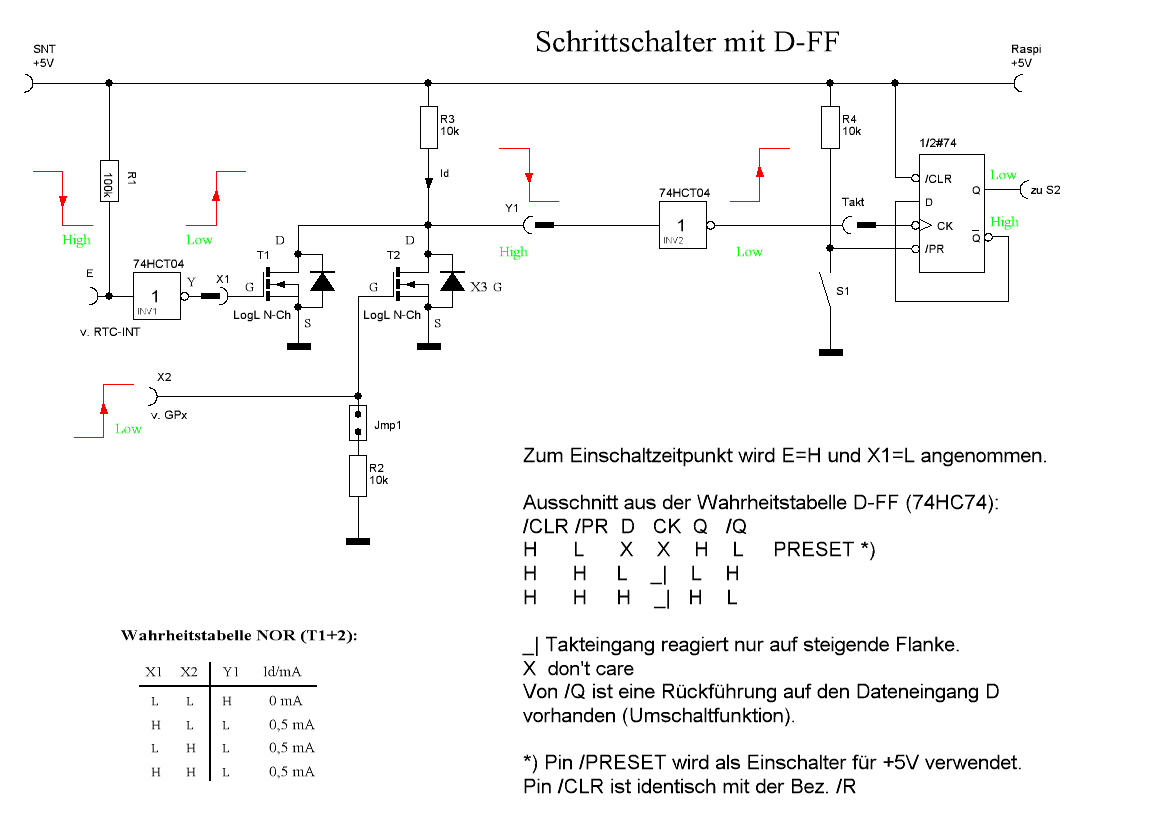 Schrittschalter mit D-FF
SNT
+5V
Raspi
+5V
R3
10k
R4
10k
1/2#74
R1
100k
Id
/CLR
Q
Low
zu S2
D
High
CK
Q
/PR
74HCT04
1
INV2
Takt
Y1
High
Low
High
Low
D
D
T1
T2
74HCT04
E
1
INV1
Y
X1
G
G
X3 G
S1
LogL N-Ch
S
LogL N-Ch
S
v. RTC-INT
X2
v. GPx
Low
Jmp1
R2
10k
Zum Einschaltzeitpunkt wird E=H und X1=L angenommen.
Ausschnitt aus der Wahrheitstabelle D-FF (74HC74):
/CLR /PR D CK Q /Q
H L X X H L PRESET *)
H H L _| L H
H H H _| H L
_| Takteingang reagiert nur auf steigende Flanke.
X don't care
Von /Q ist eine Rückführung auf den Dateneingang D
vorhanden (Umschaltfunktion).
*) Pin /PRESET wird als Einschalter für +5V verwendet.
Pin /CLR ist identisch mit der Bez. /R
Wahrheitstabelle NOR (T1+2):
X1 X2 Y1 Id/mA
L L H 0 mA
H L L 0,5 mA
L H L 0,5 mA
H H L 0,5 mA